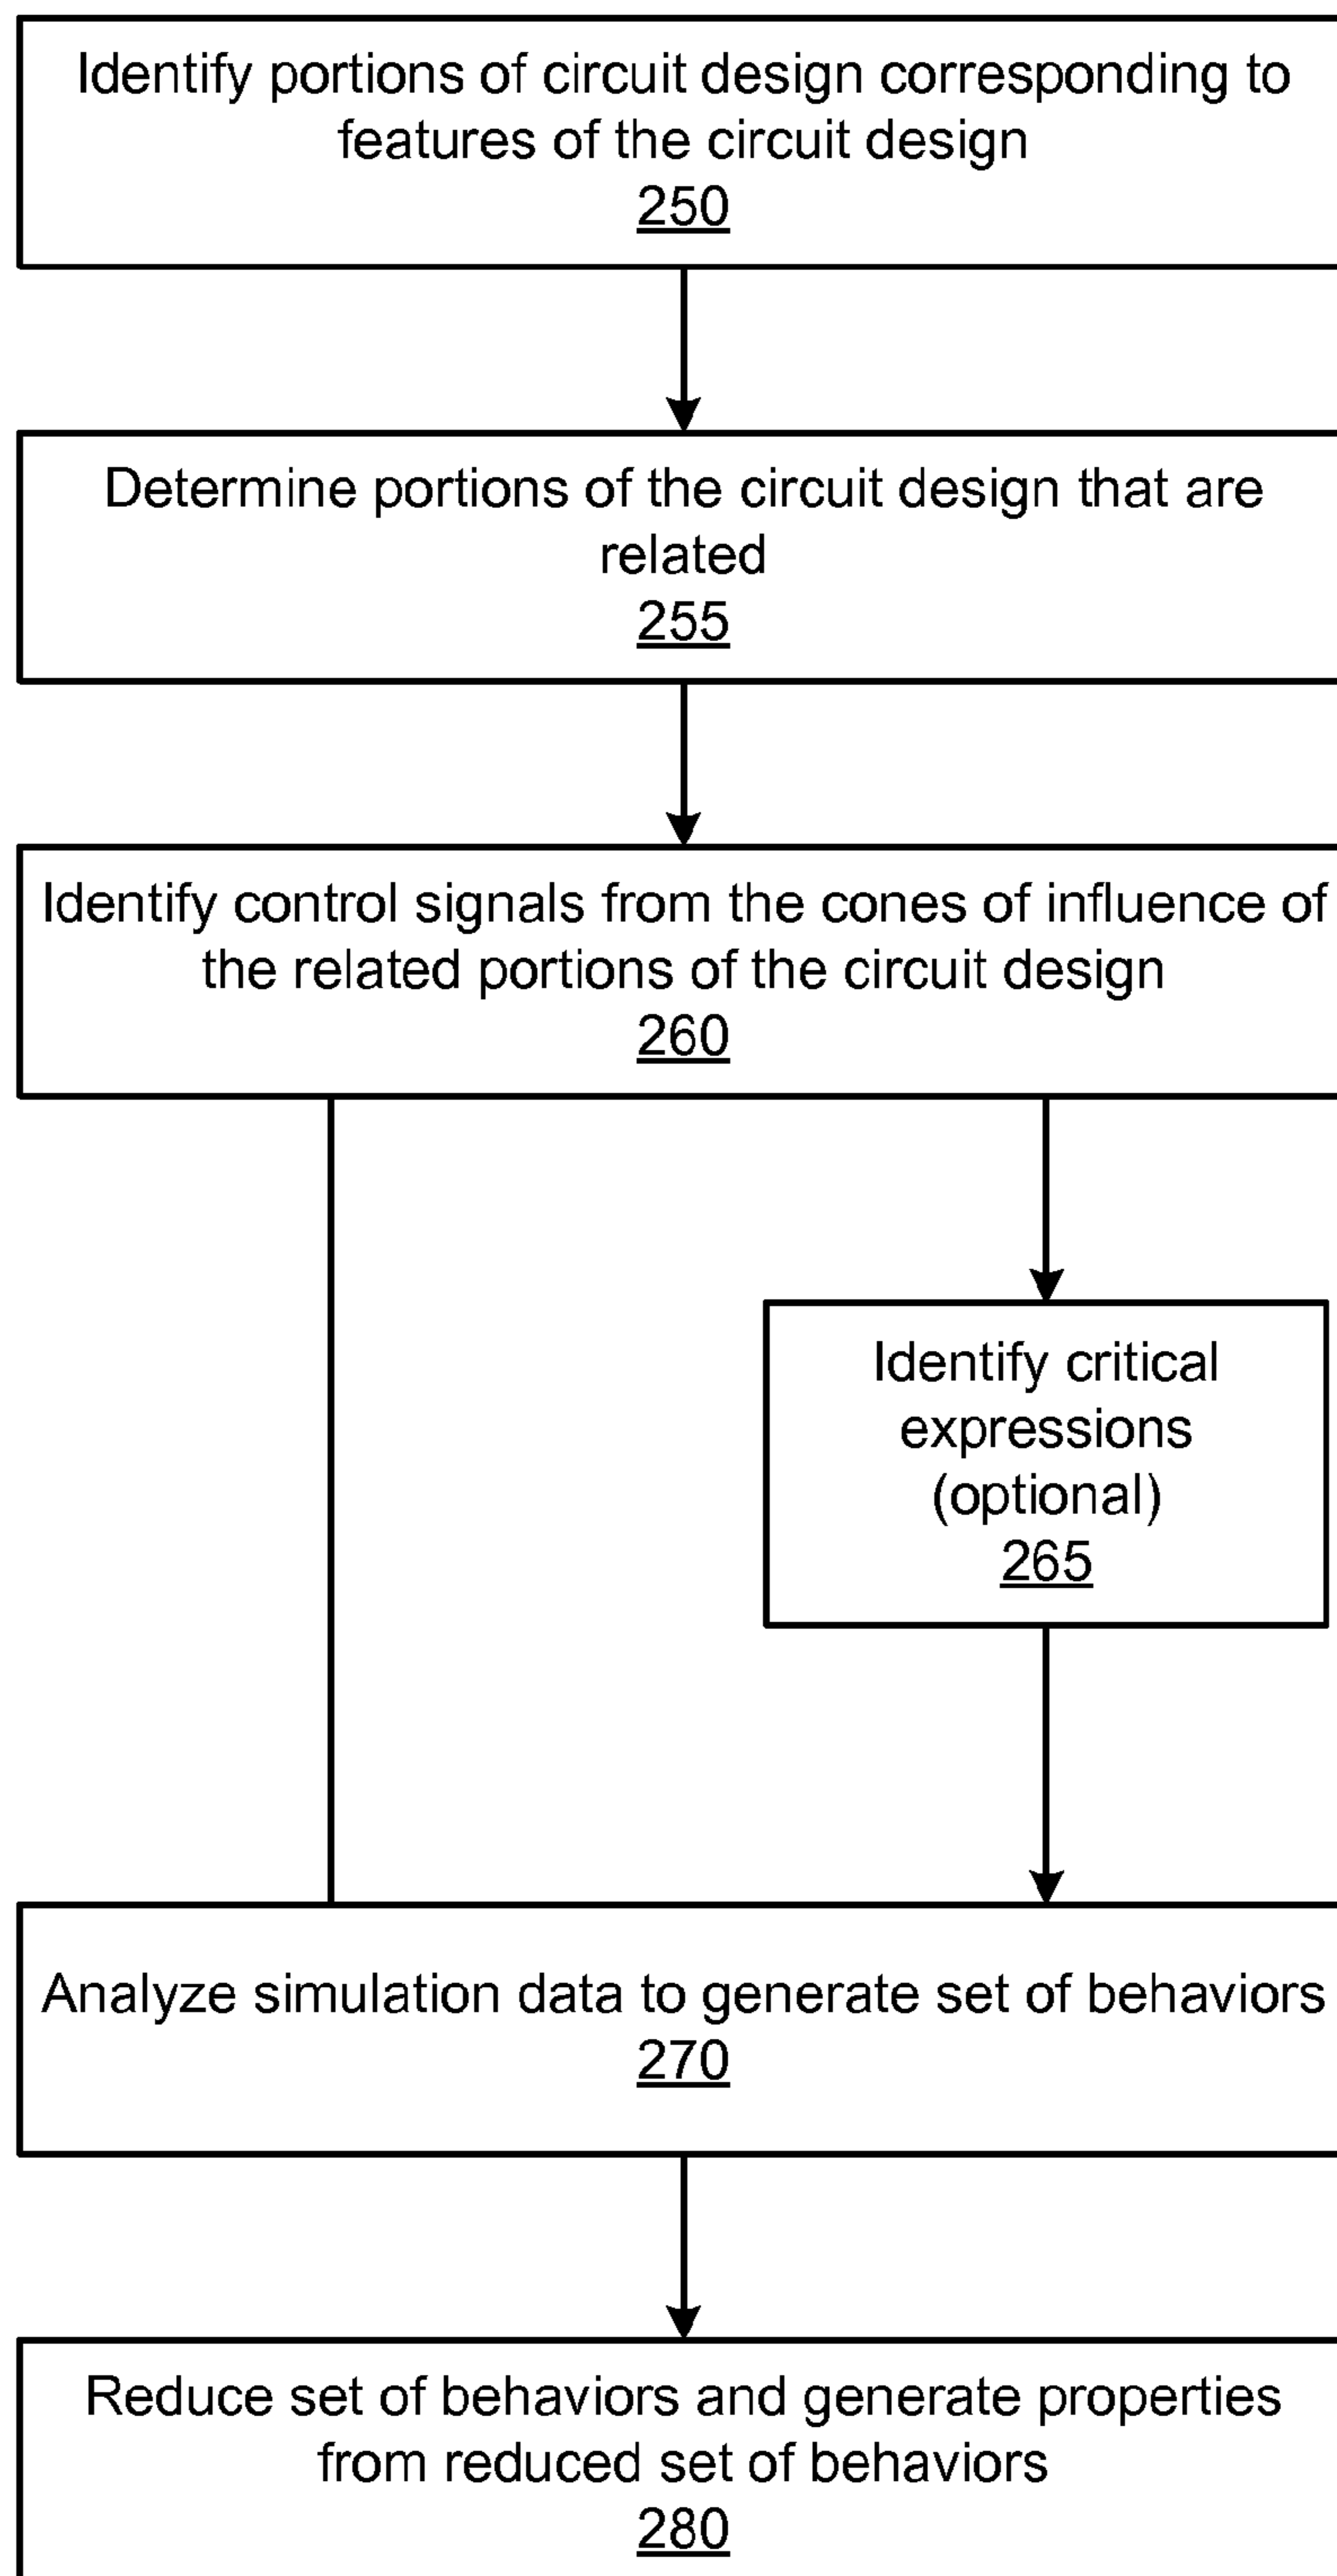 Identify portions of circuit design corresponding to
features of the circuit design
250
Determine portions of the circuit design that are
related
255
Identify control signals from the cones of influence of
the related portions of the circuit design
260
Identify critical
expressions
(optional)
265
Analyze simulation data to generate set of behaviors
270
Reduce set of behaviors and generate properties
from reduced set of behaviors
280